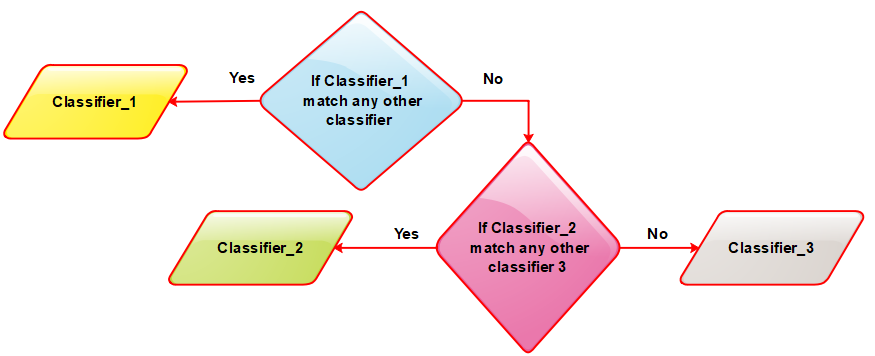 Yes
If Classifier_1
match any other
classifier
No
Classifier_1
Classifier_2
Yes
If Classifier_2
match any other
classifier 3
No
Classifier_3